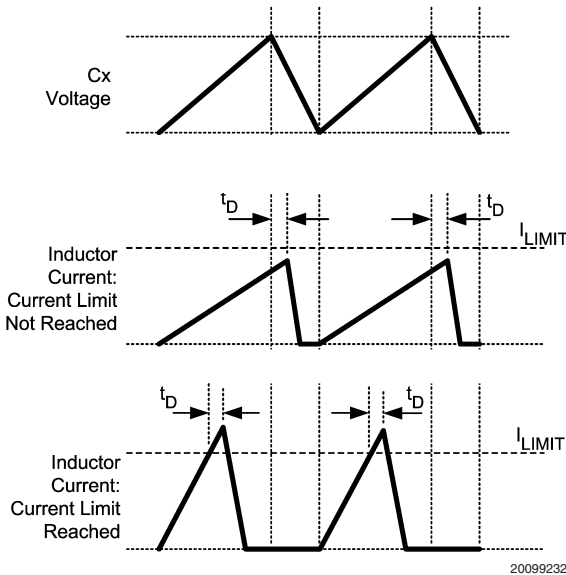 Cx
Voltage
tD
tD
ILIMIT
Inductor
Current:
Current Limit
Not Reached
tD
tD
ILIMIT
Inductor
Current:
Current Limit
Reached
20099232